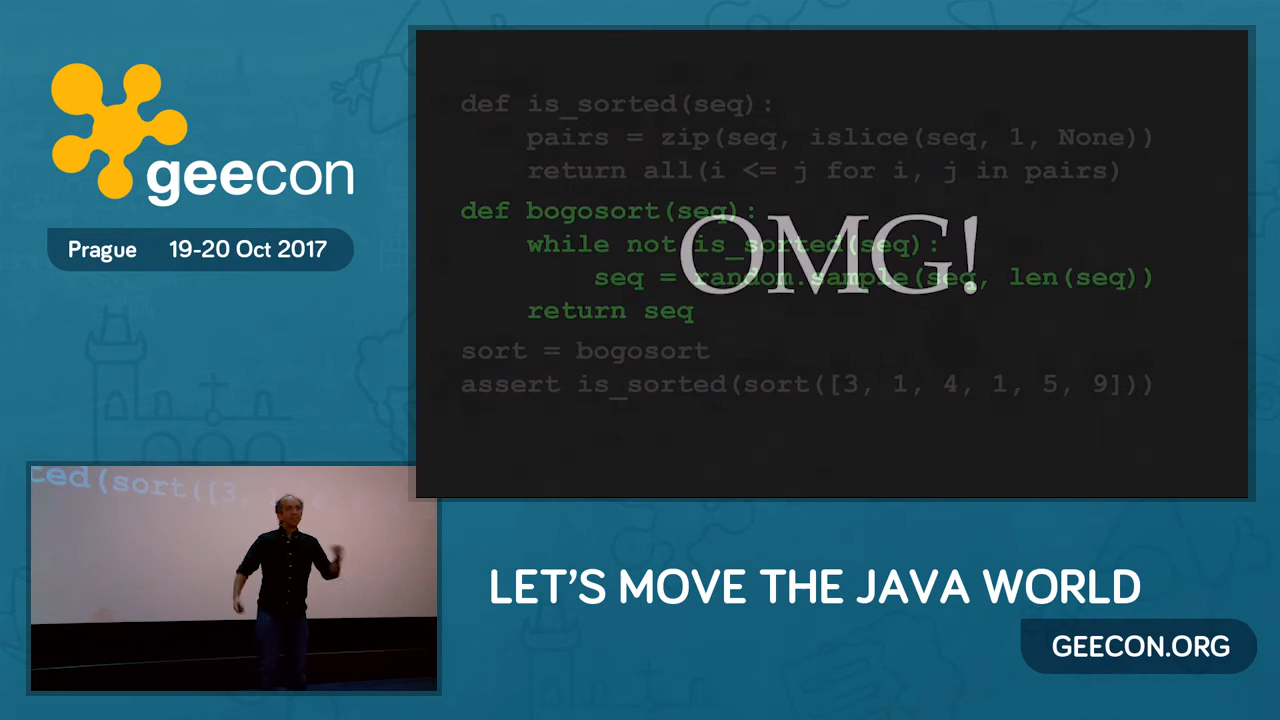 geecon
Prague 19-20 Oct 2017
def is_sorted(seq):
pairs = zip(seq, islice(seq, 1, None))
return all(i <= j for i, j in pairs)
def bogosort(seq):
while not is_sorted(seq):
seq = random.sample(seq, len(seq))
return seq
OMG!
sort = bogosort
assert is_sorted(sort([3, 1, 4, 1, 5, 9]))
ted(sort([3, 1, 4
LET'S MOVE THE JAVA WORLD
GEECON.ORG